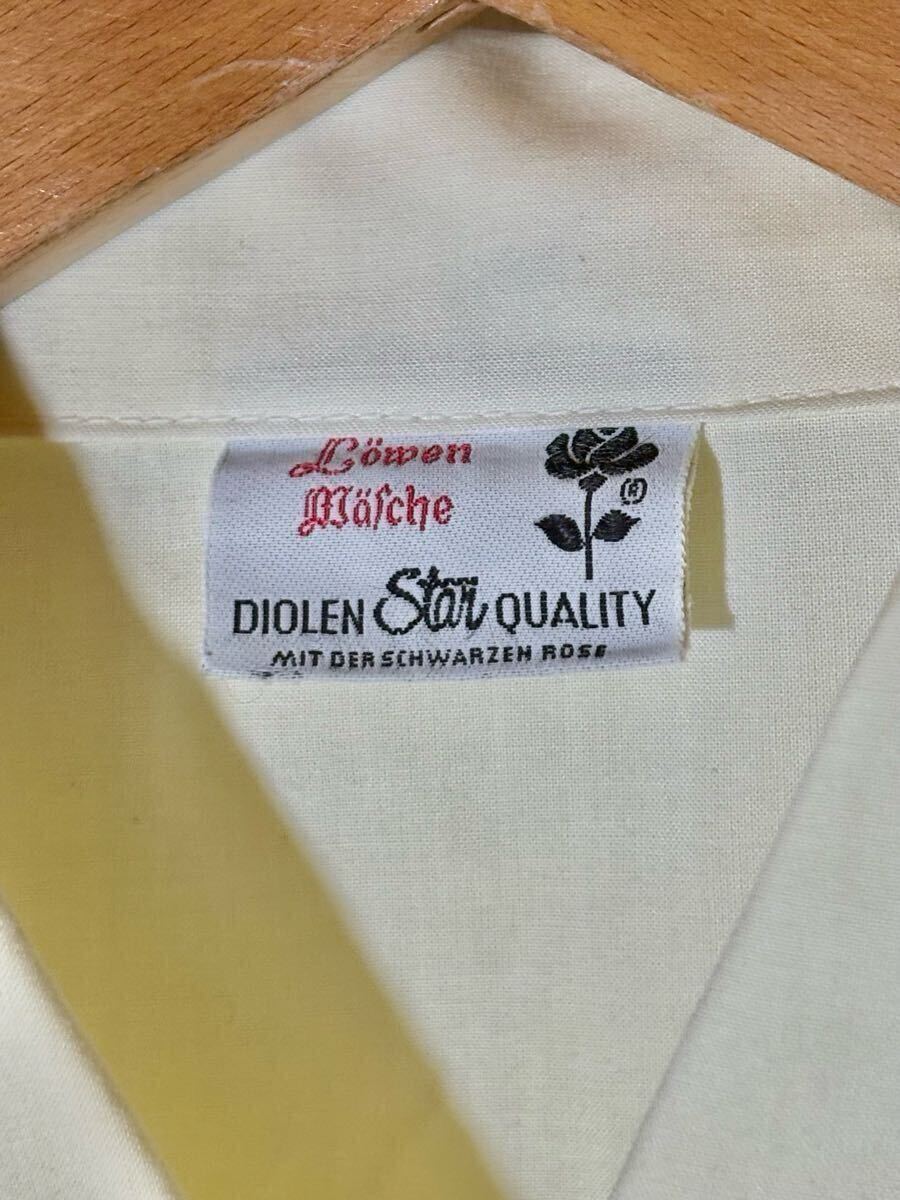 Löwen
Wäſche
®
DIOLEN Star QUALITY
MIT DER SCHWARZEN ROSE